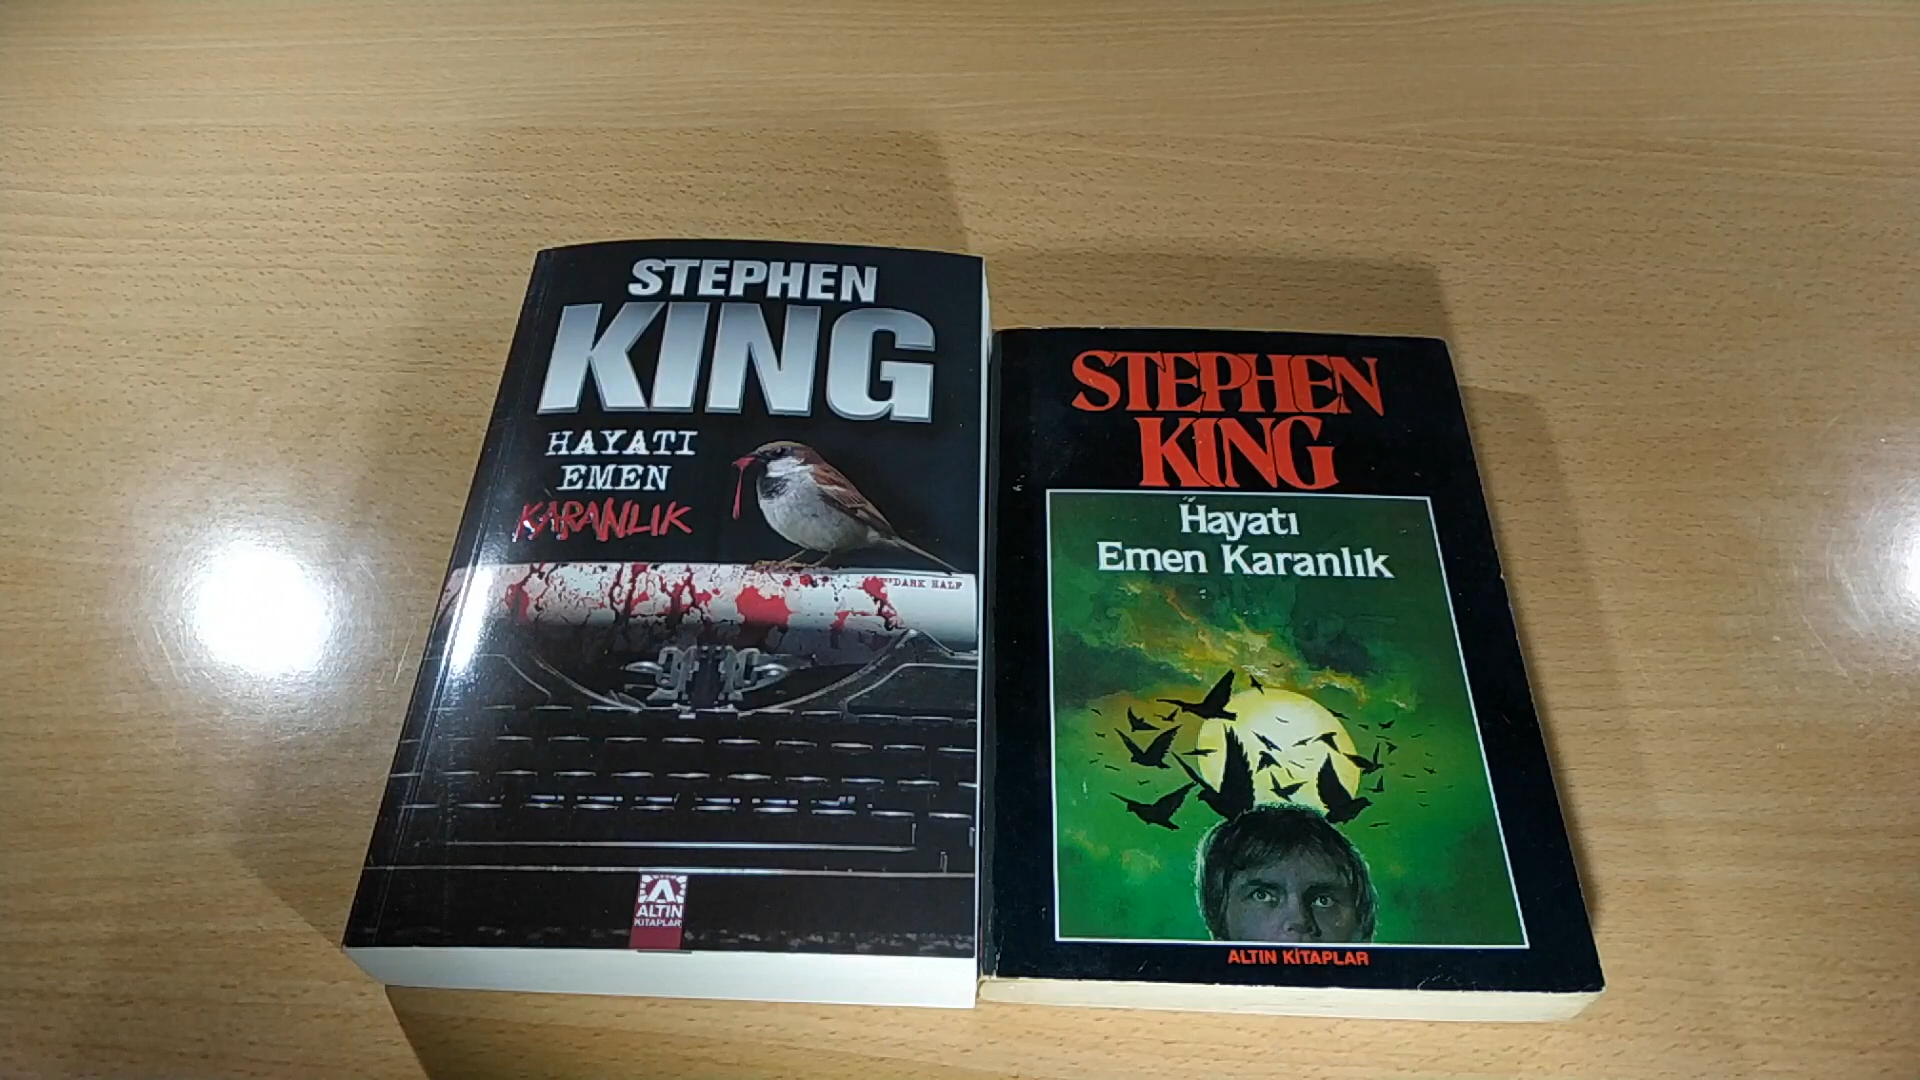 STEPHEN
KING
HAYATI
EMEN
KARANLIK
DARK HALF
ALTIN
KİTAPLAR
STEPHEN
KING
Hayatı
Emen Karanlık
ALTIN KİTAPLAR